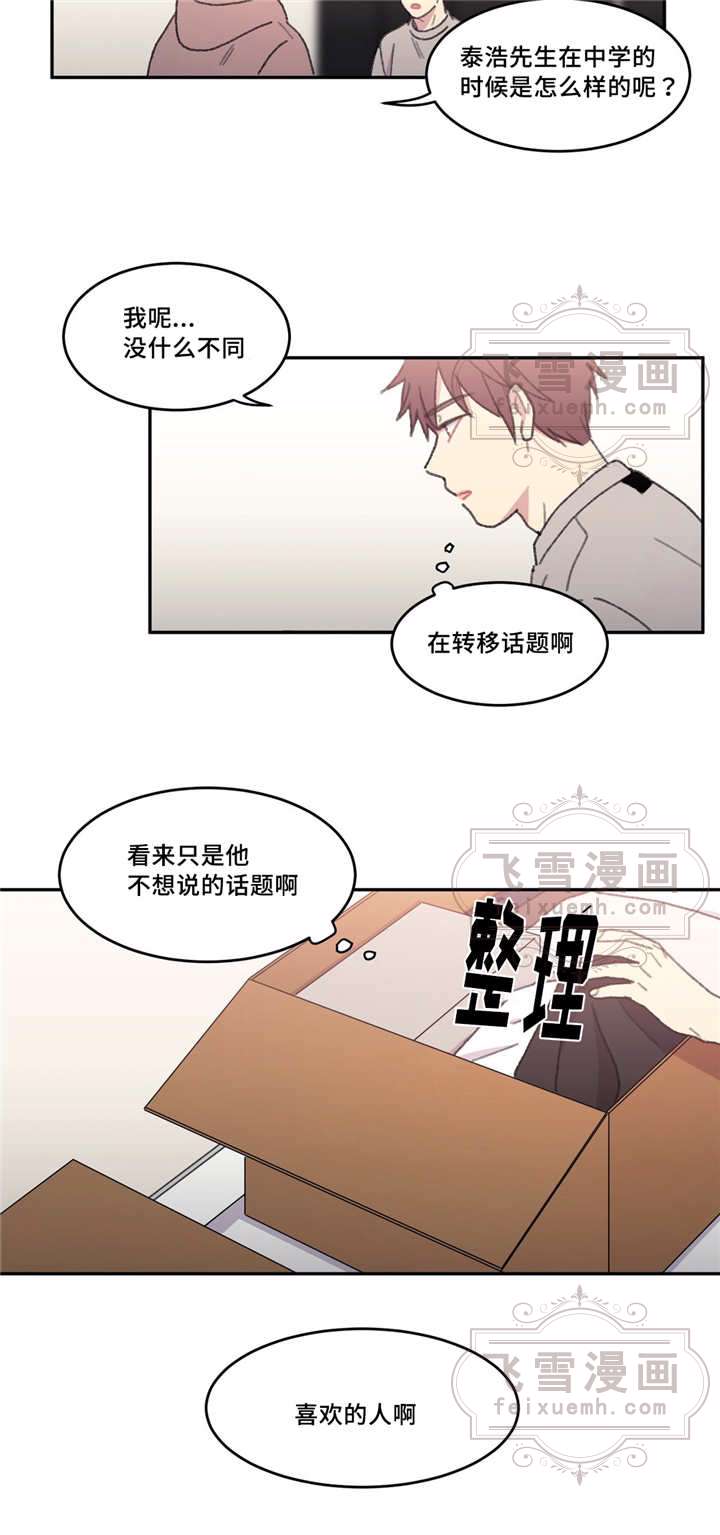 泰浩先生在中学的
时候是怎么样的呢？
我呢...
没什么不同
飞雪漫画
feixuemh.com
在转移话题啊
看来只是他
不想说的话题啊
飞雪漫画
feixuemh.com
整理
喜欢的人啊
飞雪漫画
feixuemh.com